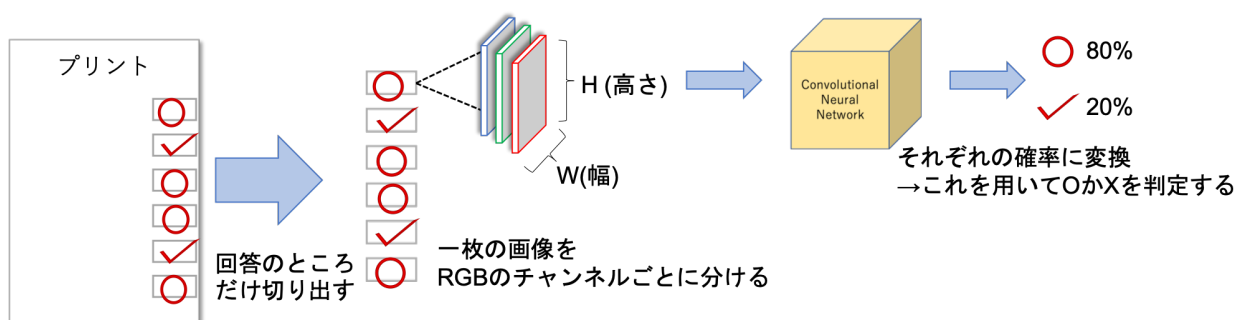 プリント
回答のところ
だけ切り出す
H (高さ)
W(幅)
一枚の画像を
RGBのチャンネルごとに分ける
Convolutional
Neural
Network
80%
20%
それぞれの確率に変換
→これを用いてOかXを判定する